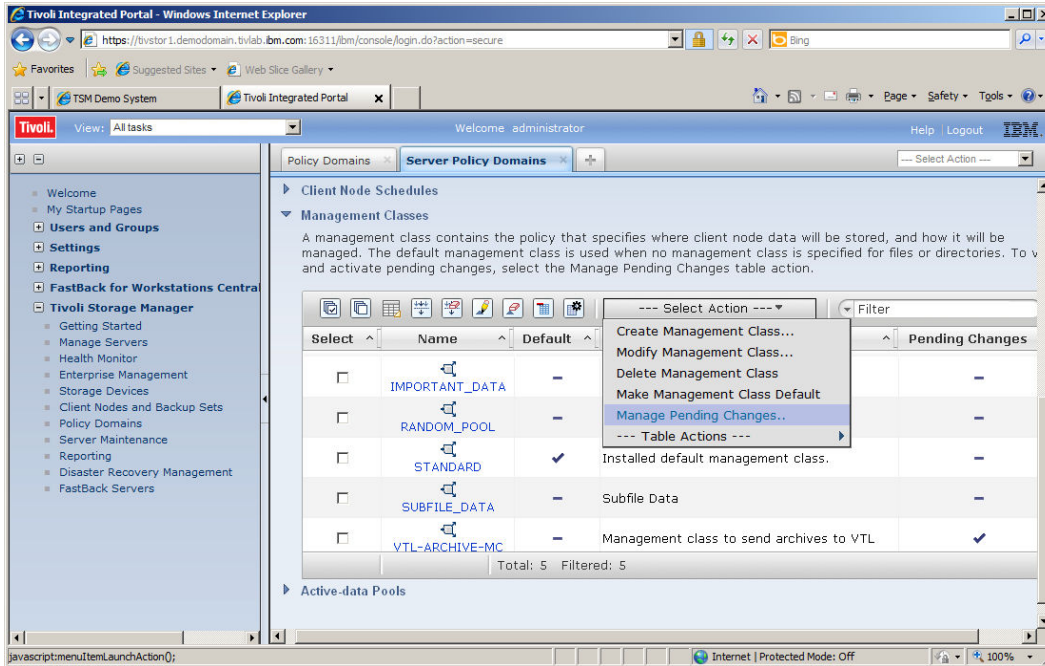 Tivoli Integrated Portal - Windows Internet Explorer
https://tivstor1.demodomain.tivlab.ibm.com:16311/ibm/console/login.do?action=secure
Bing
Favorites Suggested Sites Web Slice Gallery
TSM Demo System Tivoli Integrated Portal Page Safety Tools
Tivoli. View: All tasks Welcome administrator Help Logout IBM.
Policy Domains Server Policy Domains --- Select Action ---
Welcome
My Startup Pages
Users and Groups
Settings
Reporting
FastBack for Workstations Central
Tivoli Storage Manager
Getting Started
Manage Servers
Health Monitor
Enterprise Management
Storage Devices
Client Nodes and Backup Sets
Policy Domains
Server Maintenance
Reporting
Disaster Recovery Management
FastBack Servers
Client Node Schedules
Management Classes
A management class contains the policy that specifies where client node data will be stored, and how it will be
managed. The default management class is used when no management class is specified for files or directories. To v
and activate pending changes, select the Manage Pending Changes table action.
--- Select Action --- Filter
Select Name Default Pending Changes
Create Management Class...
Modify Management Class...
Delete Management Class
Make Management Class Default
Manage Pending Changes..
--- Table Actions ---
IMPORTANT_DATA
RANDOM_POOL
STANDARD Installed default management class.
SUBFILE_DATA Subfile Data
VTL-ARCHIVE-MC Management class to send archives to VTL
Total: 5 Filtered: 5
Active-data Pools
javascript:menuItemLaunchAction(); Internet | Protected Mode: Off 100%